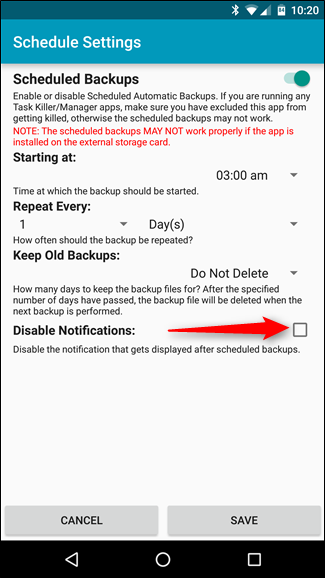 10:20
Schedule Settings
Scheduled Backups
Enable or disable Scheduled Automatic Backups. If you are running any
Task Killer/Manager apps, make sure you have excluded this app from
getting killed, otherwise the scheduled backups may not work.
NOTE: The scheduled backups MAY NOT work properly if the app is
installed on the external storage card.
Starting at:
03:00 am
Time at which the backup should be started.
Repeat Every:
1 Day(s)
How often should the backup be repeated?
Keep Old Backups:
Do Not Delete
How many days to keep the backup files for? After the specified
number of days have passed, the backup file will be deleted when the
next backup is performed.
Disable Notifications:
Disable the notification that gets displayed after scheduled backups.
CANCEL SAVE